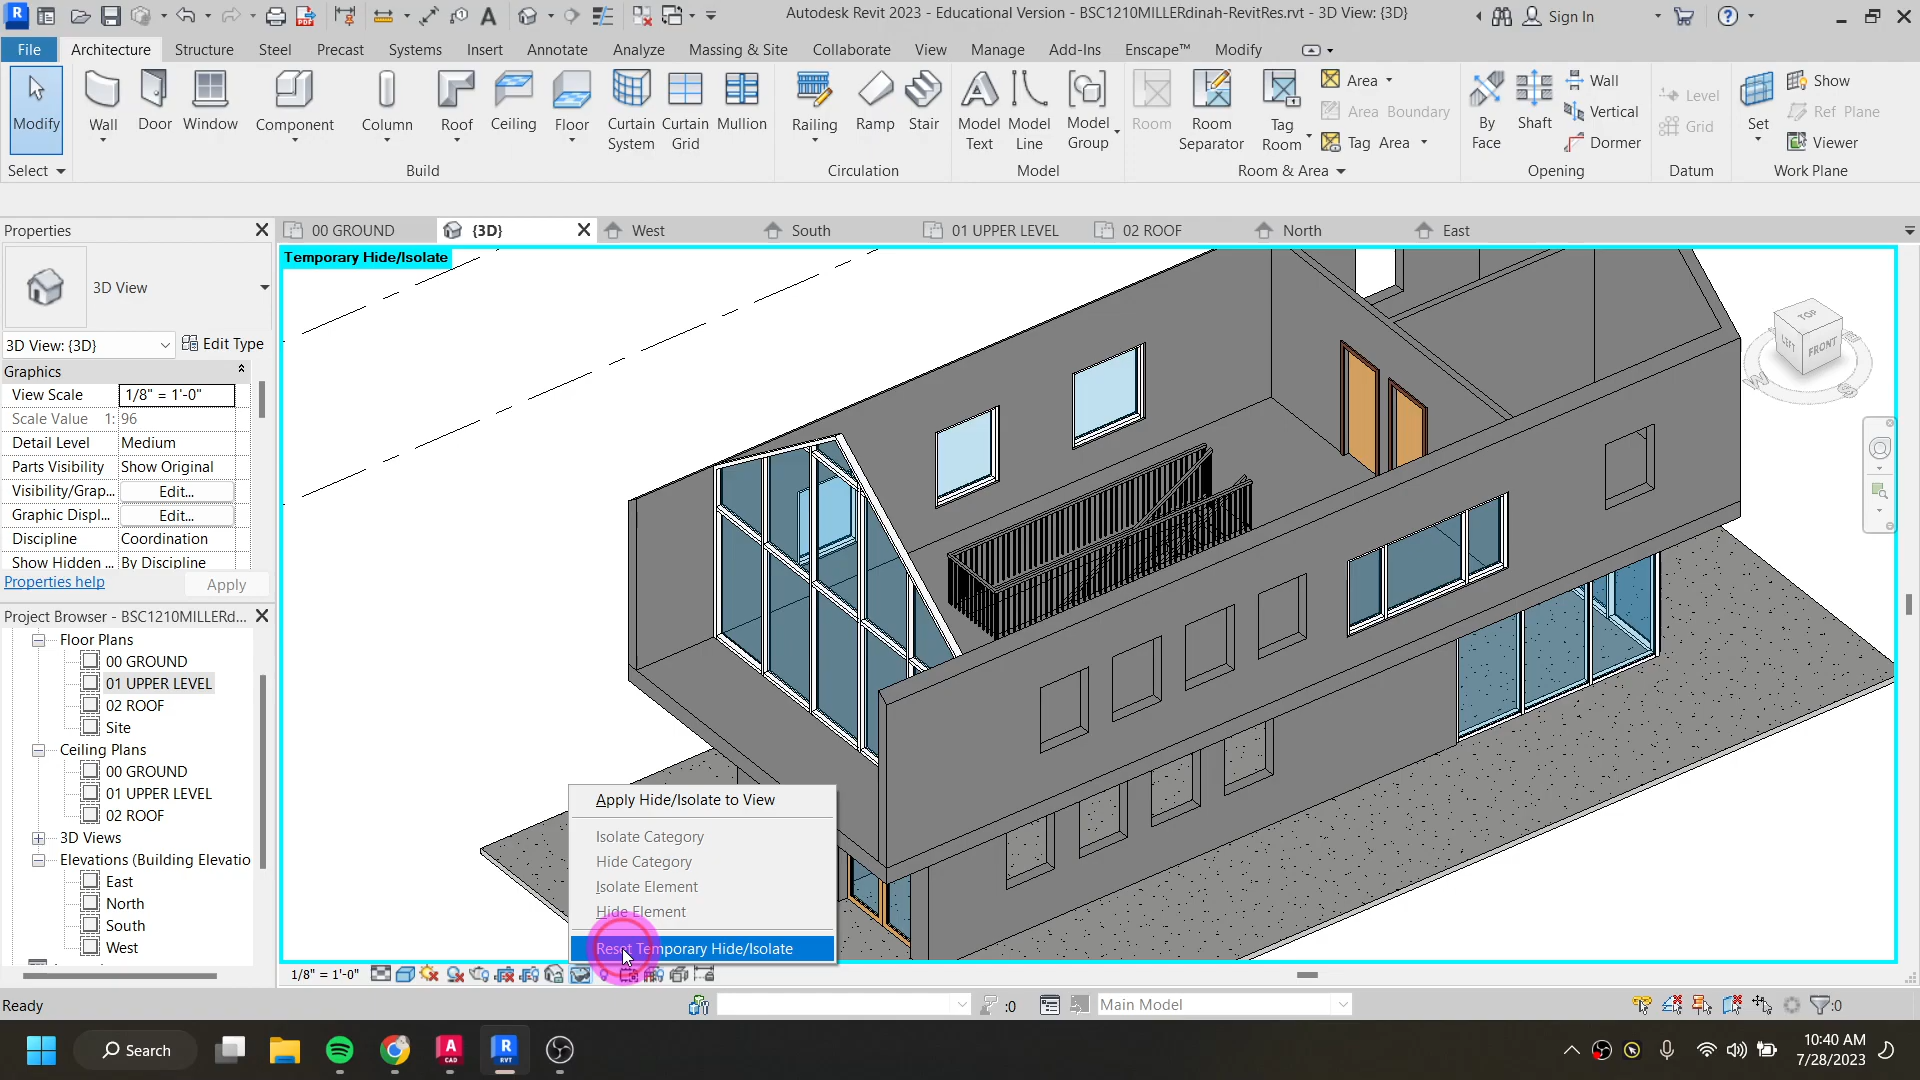 Autodesk Revit 2023 - Educational Version - BSC1210MILLERdinah-RevitRes.rvt - 3D View: {3D}
Sign In
File Architecture Structure Steel Precast Systems Insert Annotate Analyze Massing & Site Collaborate View Manage Add-Ins Enscape™ Modify
Modify
Wall
Door
Window
Component
Column
Roof
Ceiling
Floor
Curtain System
Curtain Grid
Mullion
Railing
Ramp
Stair
Model Text
Model Line
Model Group
Room
Room Separator
Tag Room
Area
Area Boundary
Tag Area
By Face
Shaft
Wall
Vertical
Dormer
Level
Grid
Set
Show
Ref Plane
Viewer
Select
Build
Circulation
Model
Room & Area
Opening
Datum
Work Plane
Properties
00 GROUND
{3D}
West
South
01 UPPER LEVEL
02 ROOF
North
East
Temporary Hide/Isolate
3D View
3D View: {3D}
Edit Type
Graphics
View Scale 1/8" = 1'-0"
Scale Value 1: 96
Detail Level Medium
Parts Visibility Show Original
Visibility/Grap... Edit...
Graphic Displ... Edit...
Discipline Coordination
Show Hidden ... By Discipline
Properties help
Apply
Project Browser - BSC1210MILLERd...
Floor Plans
00 GROUND
01 UPPER LEVEL
02 ROOF
Site
Ceiling Plans
00 GROUND
01 UPPER LEVEL
02 ROOF
3D Views
Elevations (Building Elevatio
East
North
South
West
TOP
LEFT
FRONT
W
S
Apply Hide/Isolate to View
Isolate Category
Hide Category
Isolate Element
Hide Element
Reset Temporary Hide/Isolate
1/8" = 1'-0"
Ready
:0
Main Model
:0
Search
CAD
RVT
10:40 AM
7/28/2023